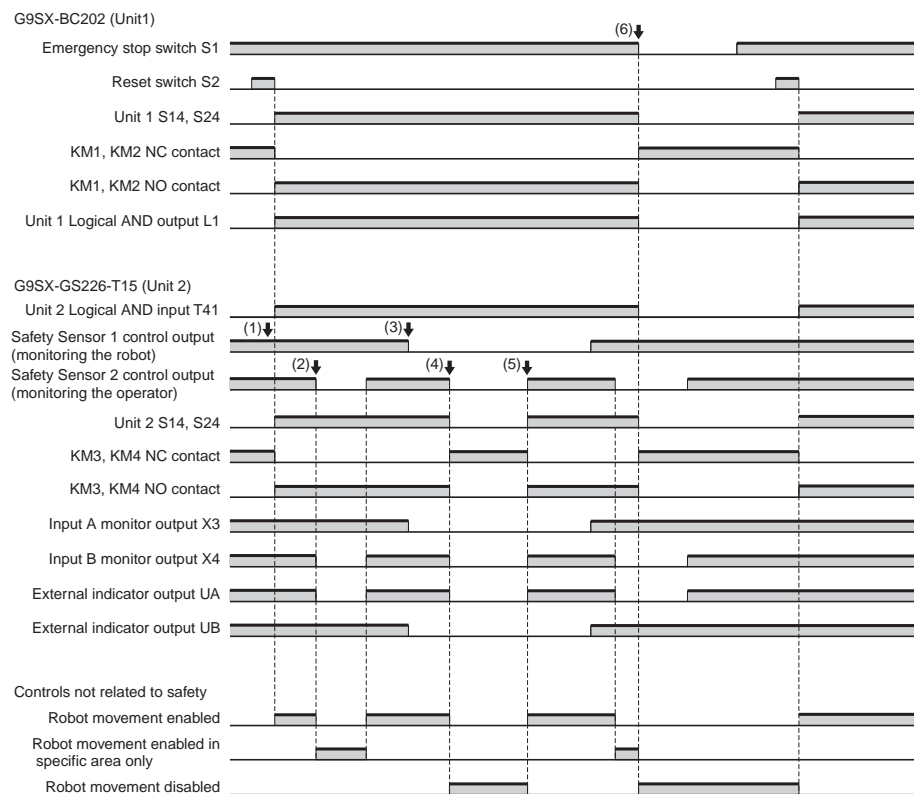 G9SX-BC202 (Unit1)
(6)
Emergency stop switch S1
Reset switch S2
Unit 1 S14, S24
KM1, KM2 NC contact
KM1, KM2 NO contact
Unit 1 Logical AND output L1
G9SX-GS226-T15 (Unit 2)
Unit 2 Logical AND input T41
(1)
(3)
Safety Sensor 1 control output
(monitoring the robot)
(2)
(4)
(5)
Safety Sensor 2 control output
(monitoring the operator)
Unit 2 S14, S24
KM3, KM4 NC contact
KM3, KM4 NO contact
Input A monitor output X3
Input B monitor output X4
External indicator output UA
External indicator output UB
Controls not related to safety
Robot movement enabled
Robot movement enabled in
specific area only
Robot movement disabled